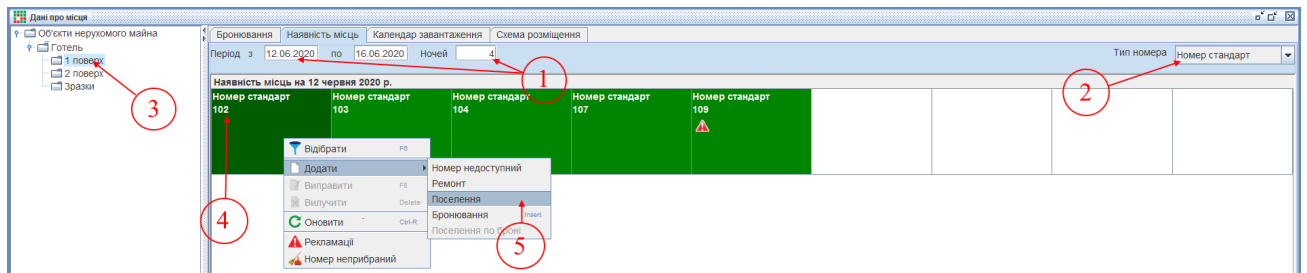 Дані про місця
Об'єкти нерухомого майна
Готель
1 поверх
2 поверх
Зразки
3
Бронювання Наявність місць Календар завантаження Схема розміщення
Період з 12.06.2020 по 16.06.2020 Ночей 4
Тип номера Номер стандарт
1
2
Наявність місць на 12 червня 2020 р.
Номер стандарт Номер стандарт Номер стандарт Номер стандарт Номер стандарт
102 103 104 107 109
4
Відібрати F6
Додати
Виправити F8
Вилучити Delete
Оновити Ctrl-R
Рекламації
Номер неприбраний
Номер недоступний
Ремонт
Поселення
Бронювання Insert
Поселення по броні
5